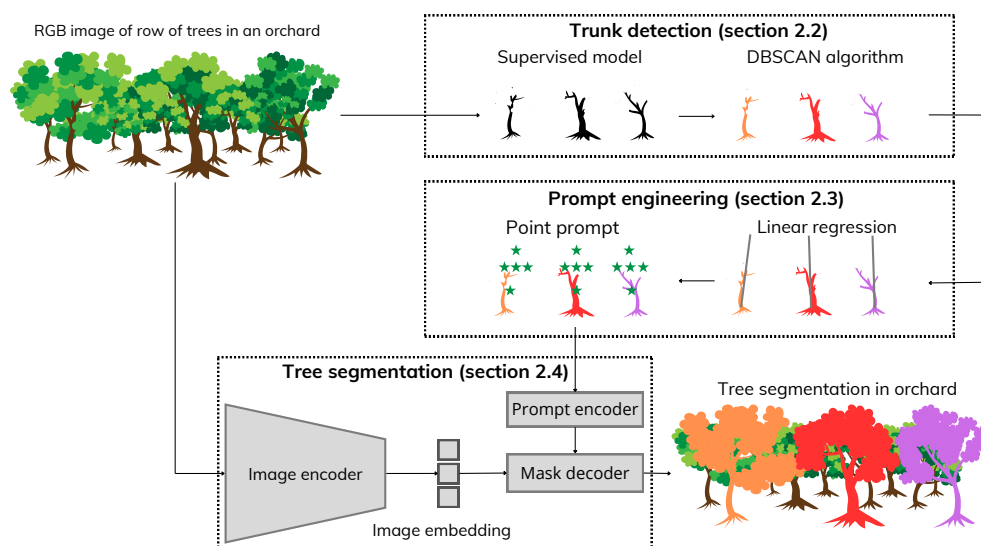 RGB image of row of trees in an orchard
Trunk detection (section 2.2)
Supervised model
DBSCAN algorithm
Prompt engineering (section 2.3)
Point prompt
Linear regression
Tree segmentation (section 2.4)
Image encoder
Image embedding
Prompt encoder
Mask decoder
Tree segmentation in orchard